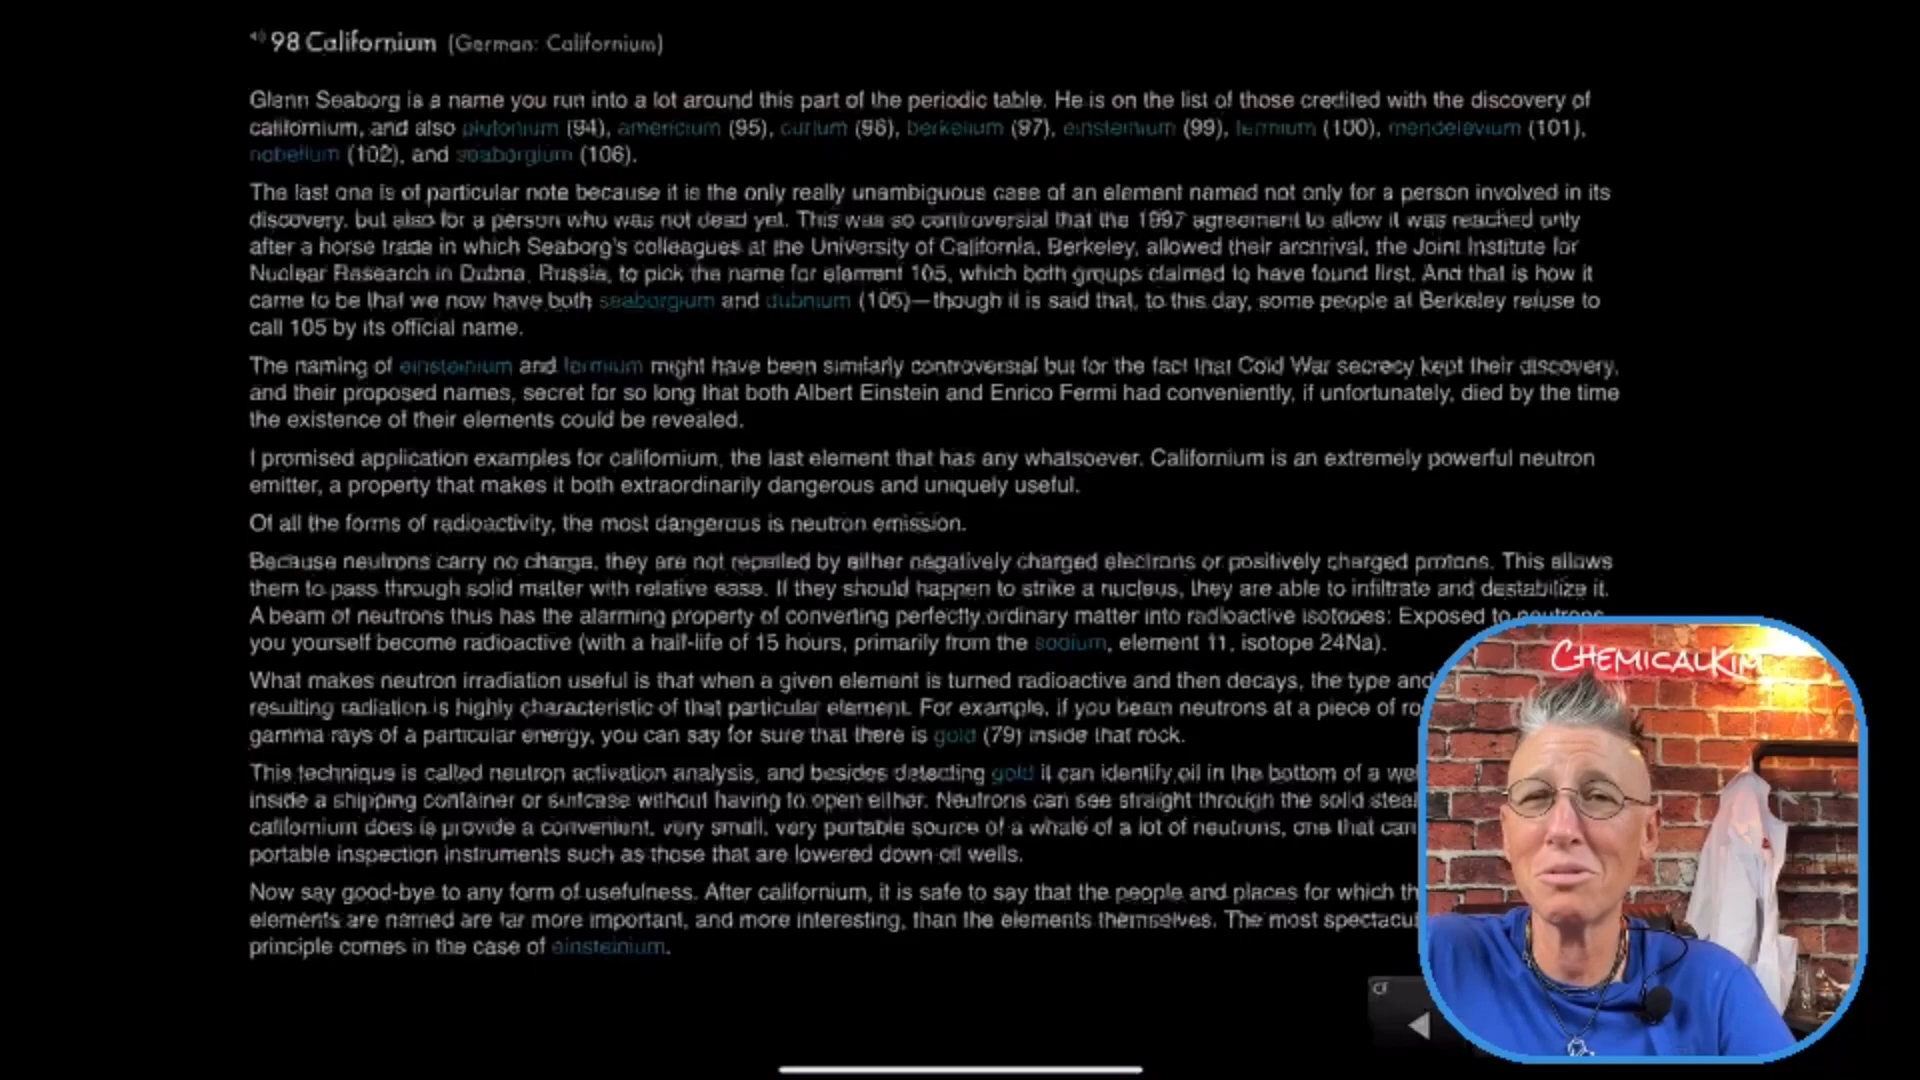 98 Californium (German: Californium)
Glenn Seaborg is a name you run into a lot around this part of the periodic table. He is on the list of those credited with the discovery of
californium, and also plutonium (94), americium (95), curium (96), berkelium (97), einsteinium (99), fermium (100), mendelevium (101),
nobelium (102), and seaborgium (106).
The last one is of particular note because it is the only really unambiguous case of an element named not only for a person involved in its
discovery, but also for a person who was not dead yet. This was so controversial that the 1997 agreement to allow it was reached only
after a horse trade in which Seaborg's colleagues at the University of California, Berkeley, allowed their archrival, the Joint Institute for
Nuclear Research in Dubna, Russia, to pick the name for element 105, which both groups claimed to have found first. And that is how it
came to be that we now have both seaborgium and dubnium (105)—though it is said that, to this day, some people at Berkeley refuse to
call 105 by its official name.
The naming of einsteinium and fermium might have been similarly controversial but for the fact that Cold War secrecy kept their discovery,
and their proposed names, secret for so long that both Albert Einstein and Enrico Fermi had conveniently, if unfortunately, died by the time
the existence of their elements could be revealed.
I promised application examples for californium, the last element that has any whatsoever. Californium is an extremely powerful neutron
emitter, a property that makes it both extraordinarily dangerous and uniquely useful.
Of all the forms of radioactivity, the most dangerous is neutron emission.
Because neutrons carry no charge, they are not repelled by either negatively charged electrons or positively charged protons. This allows
them to pass through solid matter with relative ease. If they should happen to strike a nucleus, they are able to infiltrate and destabilize it.
A beam of neutrons thus has the alarming property of converting perfectly ordinary matter into radioactive isotopes: Exposed to neutrons
you yourself become radioactive (with a half-life of 15 hours, primarily from the sodium, element 11, isotope 24Na).
What makes neutron irradiation useful is that when a given element is turned radioactive and then decays, the type and
resulting radiation is highly characteristic of that particular element. For example, if you beam neutrons at a piece of
gamma rays of a particular energy, you can say for sure that there is gold (79) inside that rock.
This technique is called neutron activation analysis, and besides detecting gold it can identify oil in the bottom of a
inside a shipping container or suitcase without having to open either. Neutrons can see straight through the solid steel
californium does is provide a convenient, very small, very portable source of a whale of a lot of neutrons, one that can
portable inspection instruments such as those that are lowered down oil wells.
Now say good-bye to any form of usefulness. After californium, it is safe to say that the people and places for which
elements are named are far more important, and more interesting, than the elements themselves. The most
principle comes in the case of einsteinium.
CHEMICALKIM
Cf